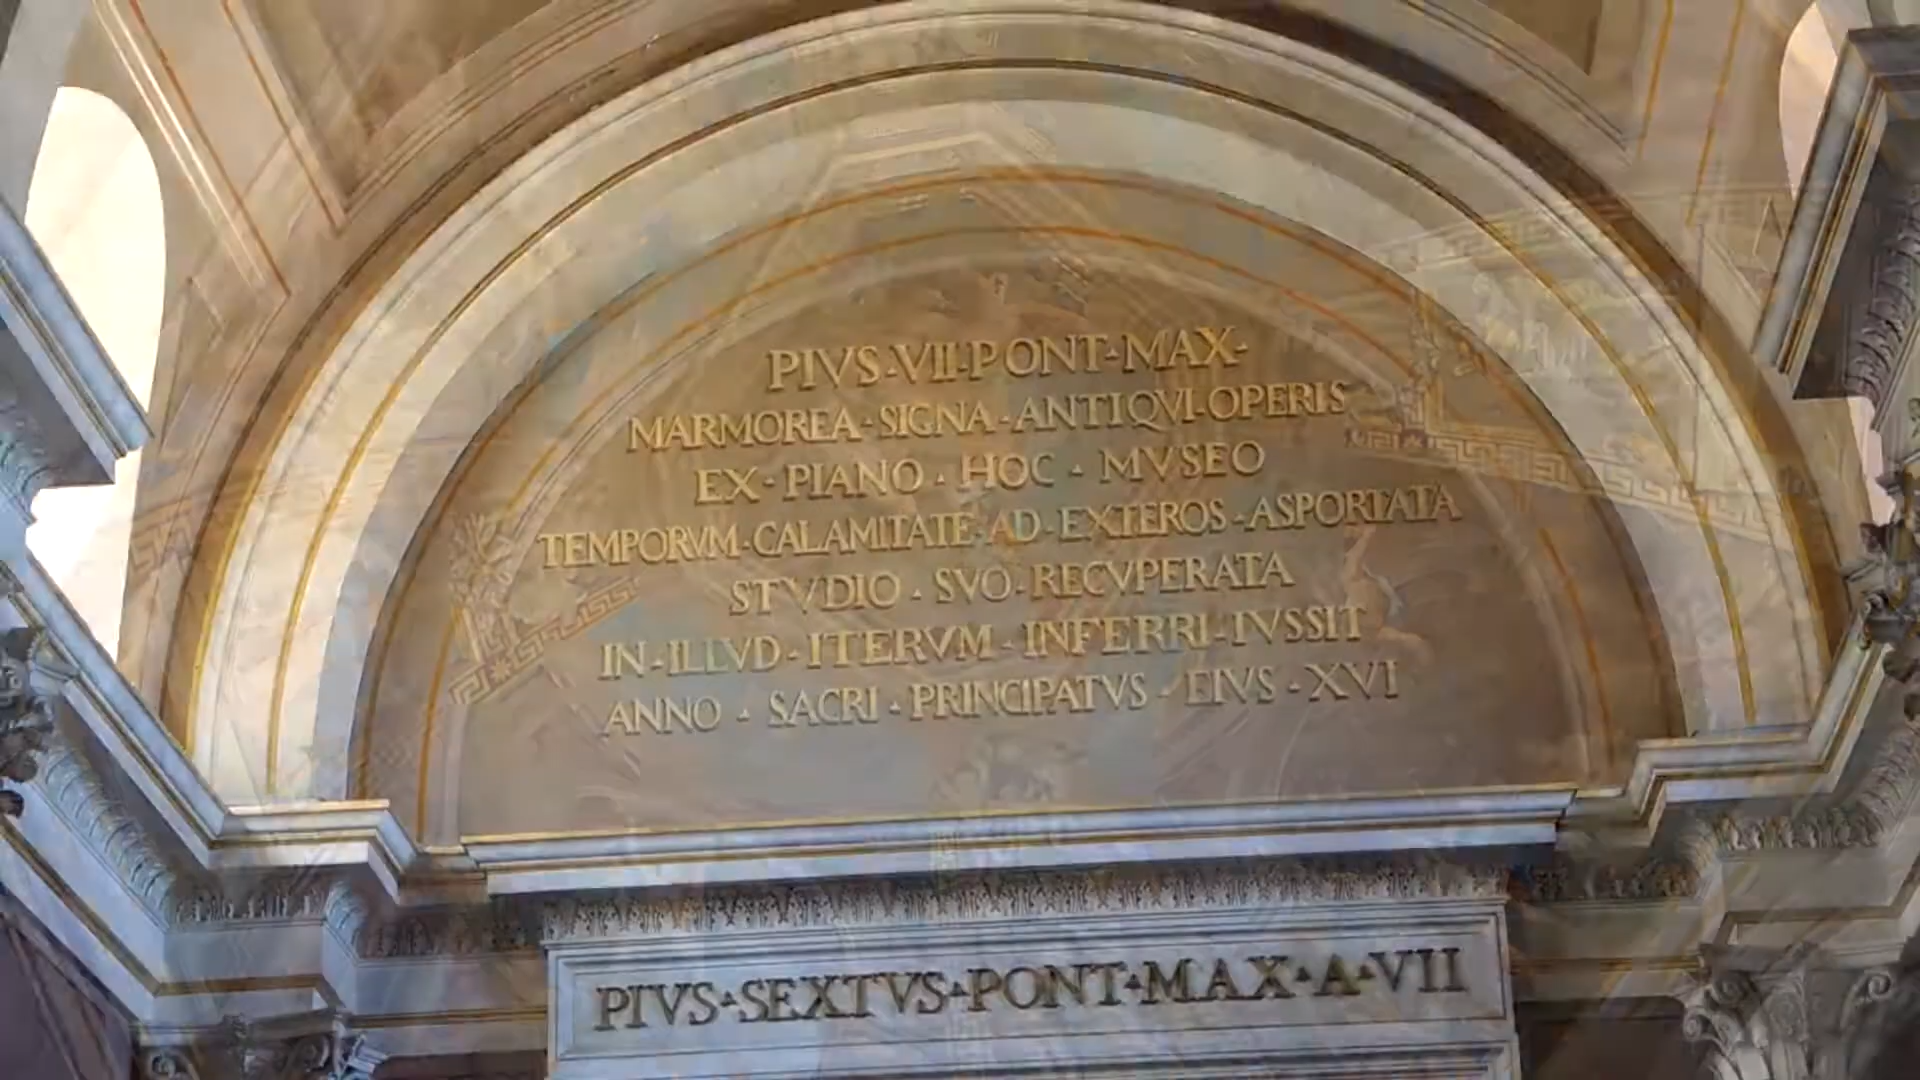 PIVS·VII·PONT·MAX·
MARMOREA·SIGNA·ANTIQVI·OPERIS
EX·PIANO·HOC·MVSEO
TEMPORVM·CALAMITATE·AD·EXTEROS·ASPORTATA
STVDIO·SVO·RECVPERATA
IN·ILLVD·ITERVM·INFERRI·IVSSIT
ANNO·SACRI·PRINCIPATVS·EIVS·XVI
PIVS·SEXTVS·PONT·MAX·A·VII